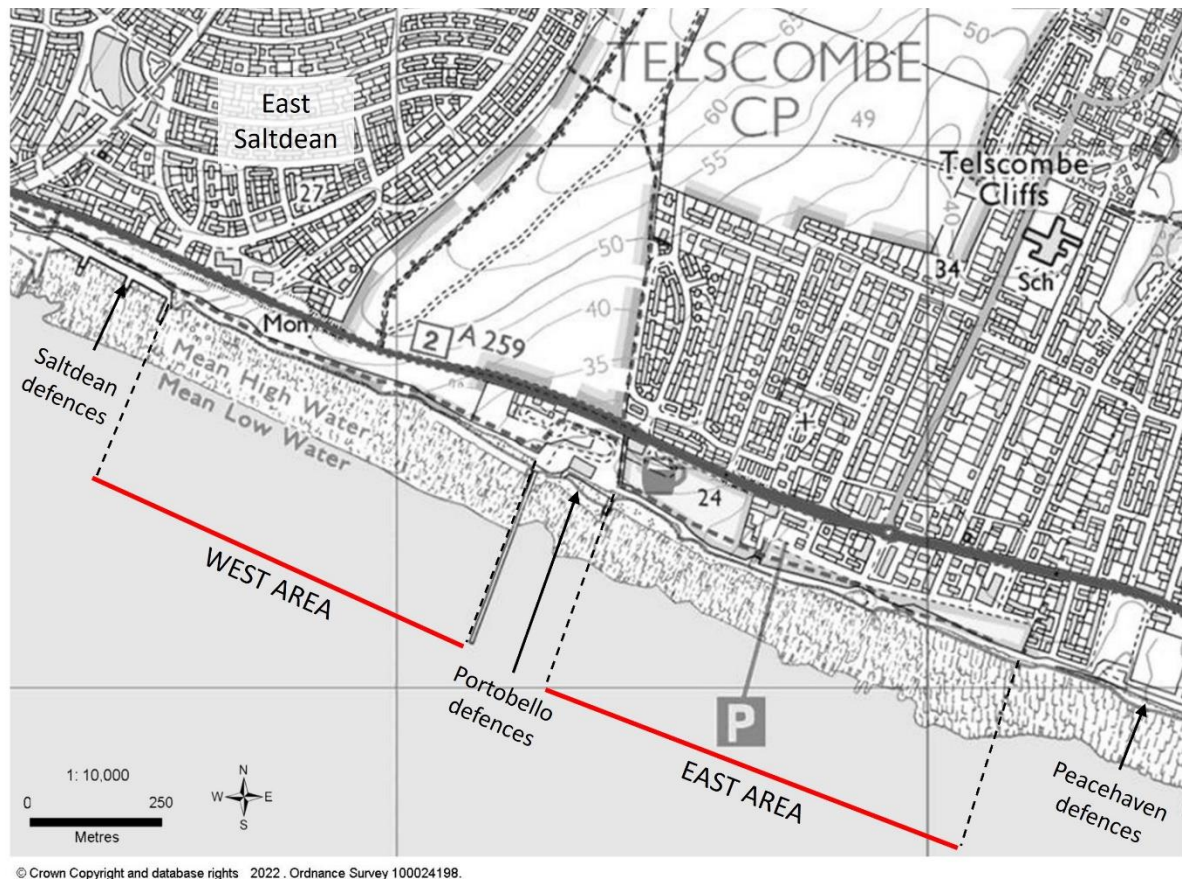 TELSCOMBE
CP
East
Saltdean
27
65
60
55
50
50
49
40
34
Telscombe
Cliffs
Sch
50
40
35
2 A 259
Mon
Mean High Water
Mean Low Water
24
Saltdean
defences
WEST AREA
Portobello
defences
P
EAST AREA
Peacehaven
defences
1: 10,000
0 250
Metres
N
W E
S
© Crown Copyright and database rights 2022 . Ordnance Survey 100024198.